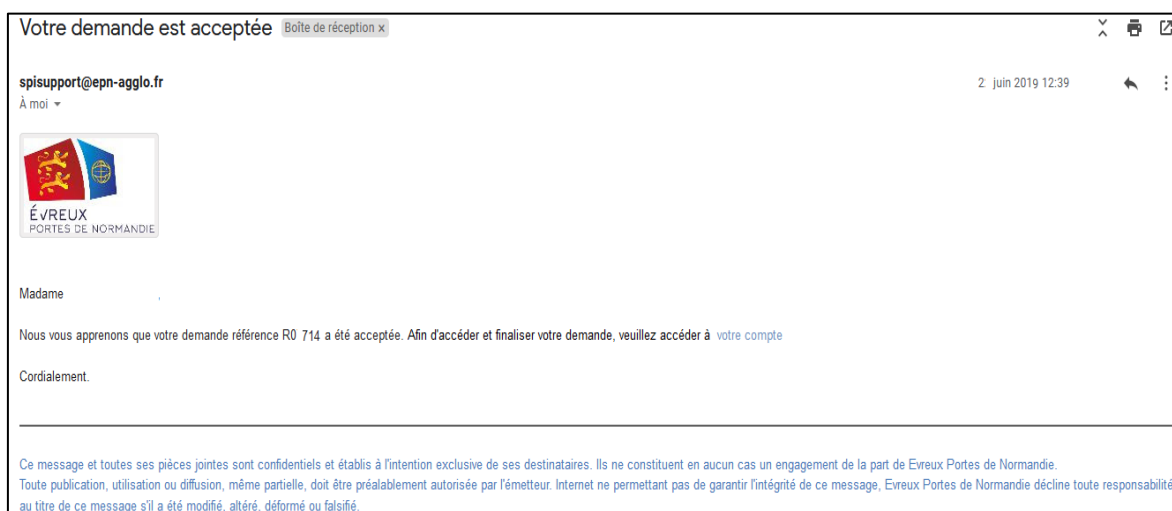 Votre demande est acceptée Boîte de réception x
spisupport@epn-agglo.fr
2 juin 2019 12:39
À moi
ÉVREUX
PORTES DE NORMANDIE
Madame ,
Nous vous apprenons que votre demande référence R0 714 a été acceptée. Afin d'accéder et finaliser votre demande, veuillez accéder à votre compte
Cordialement.
Ce message et toutes ses pièces jointes sont confidentiels et établis à l'intention exclusive de ses destinataires. Ils ne constituent en aucun cas un engagement de la part de Evreux Portes de Normandie.
Toute publication, utilisation ou diffusion, même partielle, doit être préalablement autorisée par l'émetteur. Internet ne permettant pas de garantir l'intégrité de ce message, Evreux Portes de Normandie décline toute responsabilité
au titre de ce message s'il a été modifié, altéré, déformé ou falsifié.